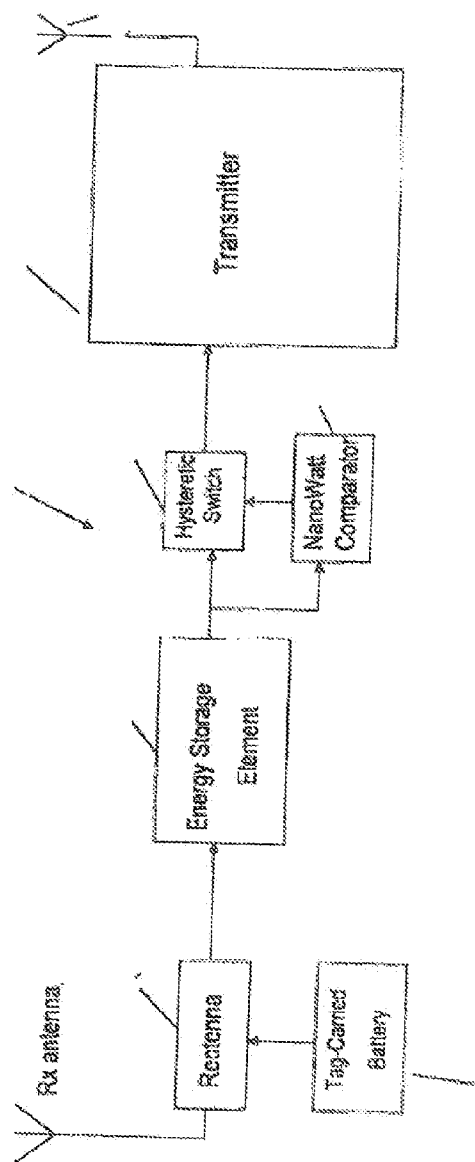 Rx antenna
Rectenna
Tag-Carried
Battery
Energy Storage
Element
Hysteretic
Switch
NanoWatt
Comparator
Transmitter